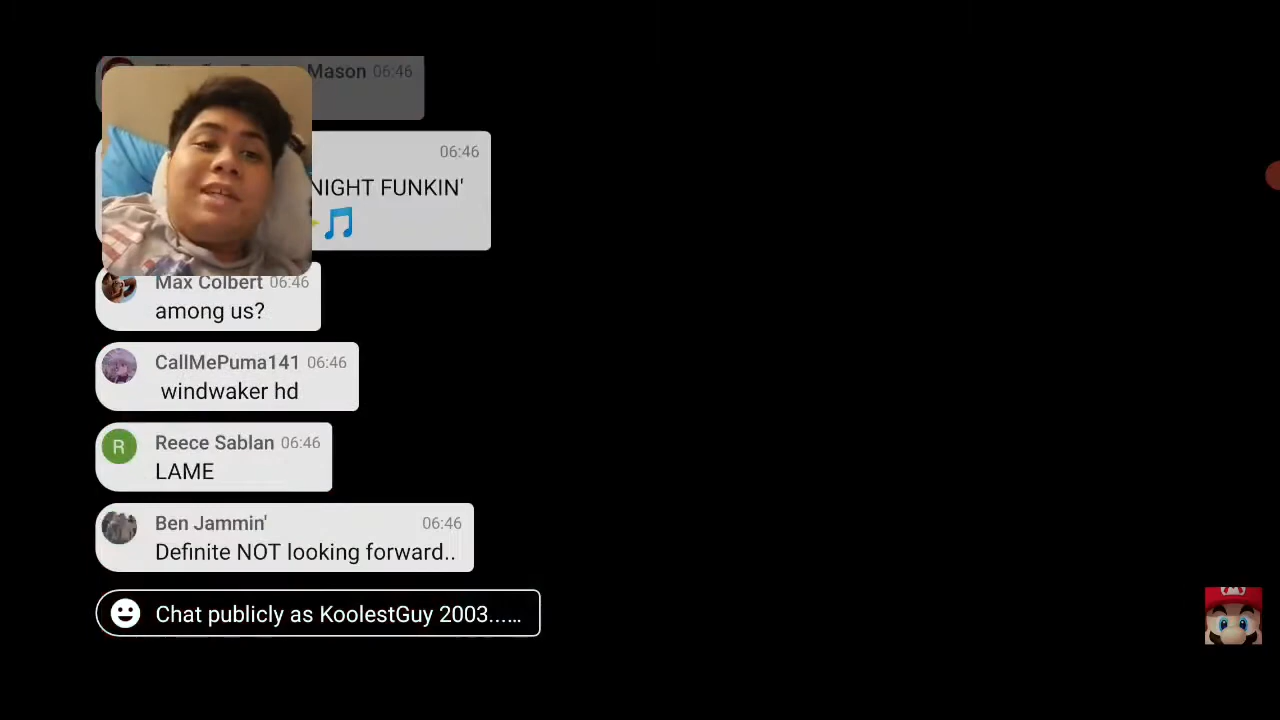 Mason 06:46
06:46
NIGHT FUNKIN'
Max Colbert 06:46
among us?
CallMePuma141 06:46
windwaker hd
Reece Sablan 06:46
R
LAME
Ben Jammin' 06:46
Definite NOT looking forward..
Chat publicly as KoolestGuy 2003......
M